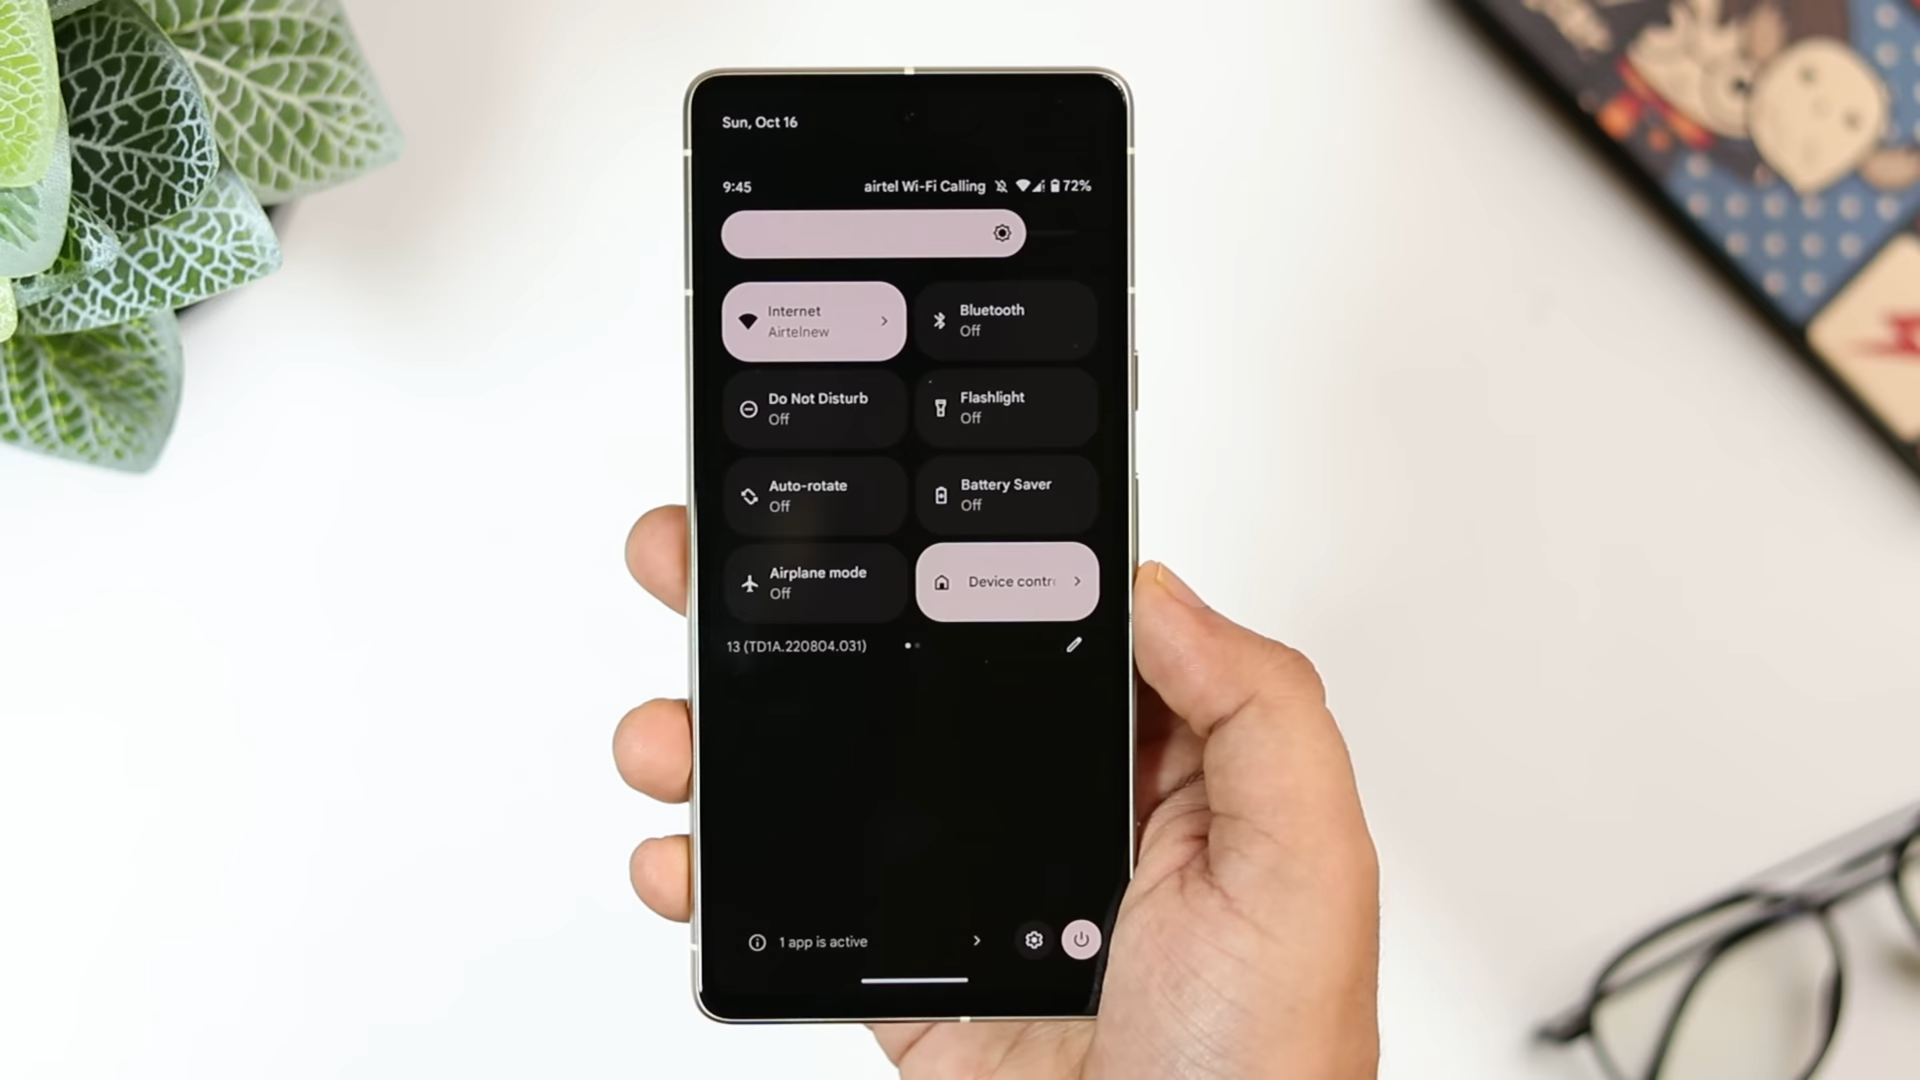 Sun, Oct 16
9:45 airtel Wi-Fi Calling 72%
Internet
Airtelnew
Bluetooth
Off
Do Not Disturb
Off
Flashlight
Off
Auto-rotate
Off
Battery Saver
Off
Airplane mode
Off
Device contr
13 (TD1A.220804.031)
1 app is active